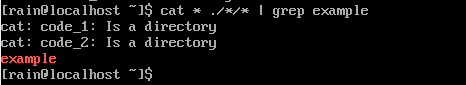 [rain@localhost ~]$ cat * ./*/* | grep example
cat: code_1: Is a directory
cat: code_2: Is a directory
example
[rain@localhost ~]$